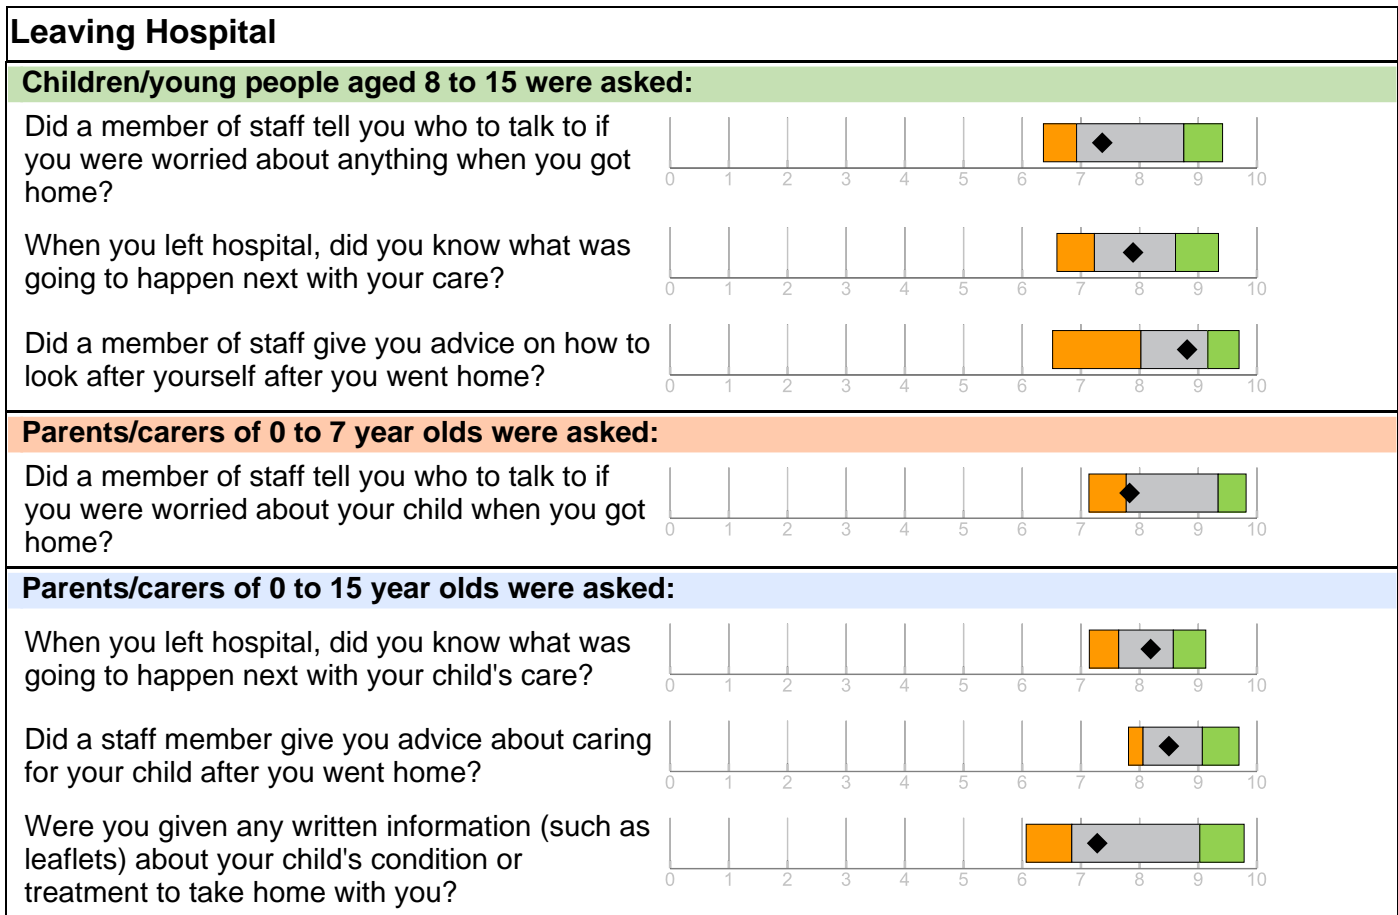 Leaving Hospital
Children/young people aged 8 to 15 were asked:
Did a member of staff tell you who to talk to if
you were worried about anything when you got
home?
0 1 2 3 4 5 6 7 8 9 10
When you left hospital, did you know what was
going to happen next with your care?
0 1 2 3 4 5 6 7 8 9 10
Did a member of staff give you advice on how to
look after yourself after you went home?
0 1 2 3 4 5 6 7 8 9 10
Parents/carers of 0 to 7 year olds were asked:
Did a member of staff tell you who to talk to if
you were worried about your child when you got
home?
0 1 2 3 4 5 6 7 8 9 10
Parents/carers of 0 to 15 year olds were asked:
When you left hospital, did you know what was
going to happen next with your child's care?
0 1 2 3 4 5 6 7 8 9 10
Did a staff member give you advice about caring
for your child after you went home?
0 1 2 3 4 5 6 7 8 9 10
Were you given any written information (such as
leaflets) about your child's condition or
treatment to take home with you?
0 1 2 3 4 5 6 7 8 9 10